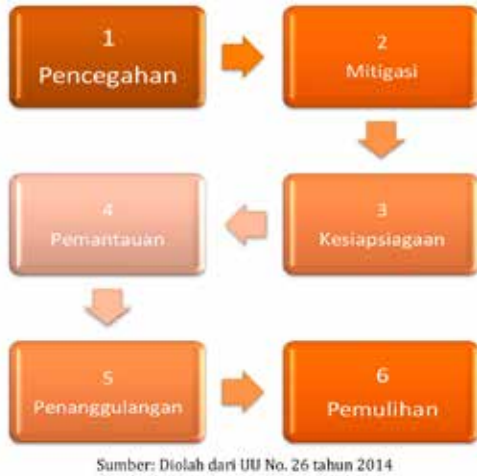 1
Pencegahan
2
Mitigasi
3
Kesiapsiagaan
4
Pemantauan
5
Penanggulangan
6
Pemulihan
Sumber: Diolah dari UU No. 26 tahun 2014